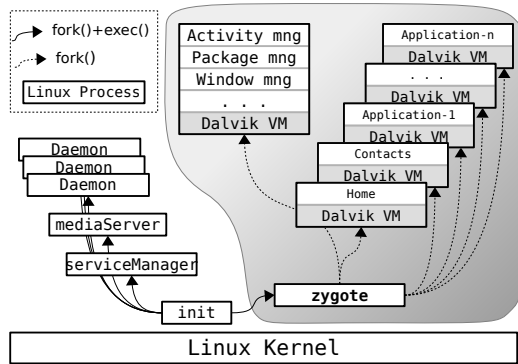 fork()+exec()
fork()
Linux Process
Activity mng
Package mng
Window mng
. . .
Dalvik VM
Application-n
Dalvik VM
. . .
Dalvik VM
Application-1
Dalvik VM
Contacts
Dalvik VM
Home
Dalvik VM
Daemon
Daemon
Daemon
mediaServer
serviceManager
init
zygote
Linux Kernel